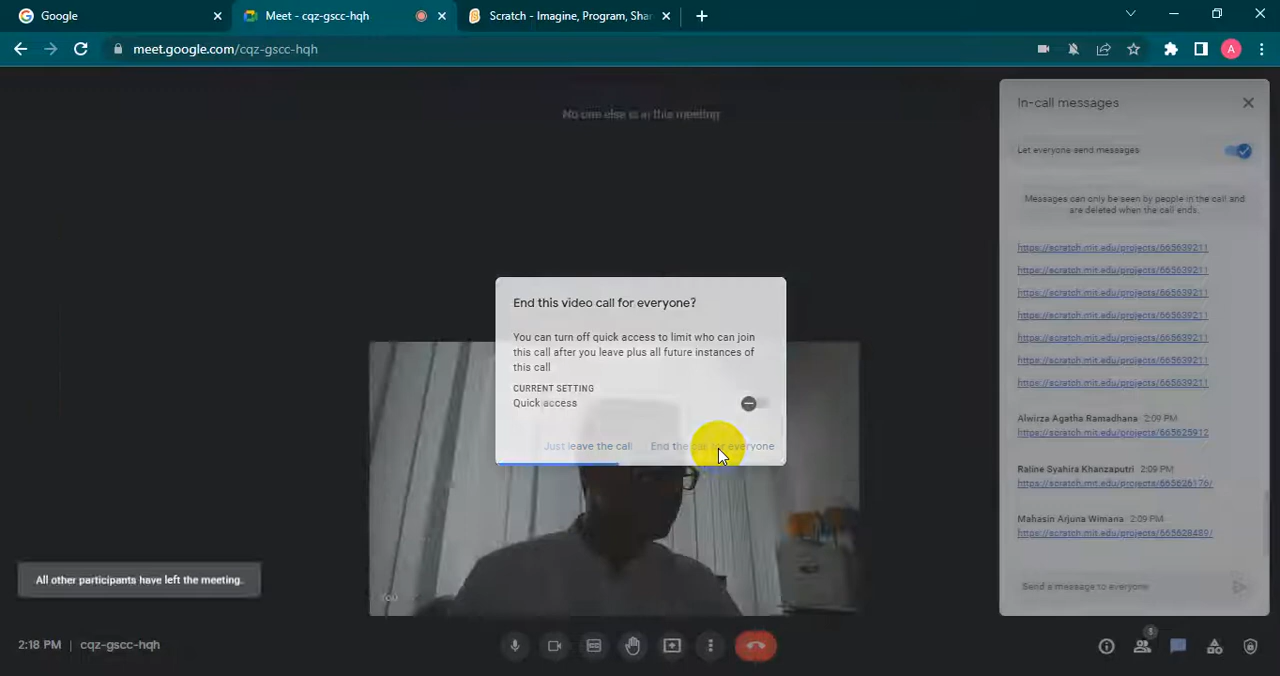 Google
Meet - cqz-gscc-hqh
Scratch - Imagine, Program, Shar
meet.google.com/cqz-gscc-hqh
A
No one else is in this meeting
In-call messages
Let everyone send messages
Messages can only be seen by people in the call and
are deleted when the call ends.
https://scratch.mit.edu/projects/665639211
https://scratch.mit.edu/projects/665639211
https://scratch.mit.edu/projects/665639211
https://scratch.mit.edu/projects/665639211
https://scratch.mit.edu/projects/665639211
https://scratch.mit.edu/projects/665639211
https://scratch.mit.edu/projects/665639211
Alwirza Agatha Ramadhana 2:09 PM
https://scratch.mit.edu/projects/665625912
Raline Syahira Khanzaputri 2:09 PM
https://scratch.mit.edu/projects/665626176/
Mahasin Arjuna Wimana 2:09 PM
https://scratch.mit.edu/projects/665628489/
Send a message to everyone
End this video call for everyone?
You can turn off quick access to limit who can join
this call after you leave plus all future instances of
this call
CURRENT SETTING
Quick access
Just leave the call
End the call for everyone
You
All other participants have left the meeting.
2:18 PM | cqz-gscc-hqh